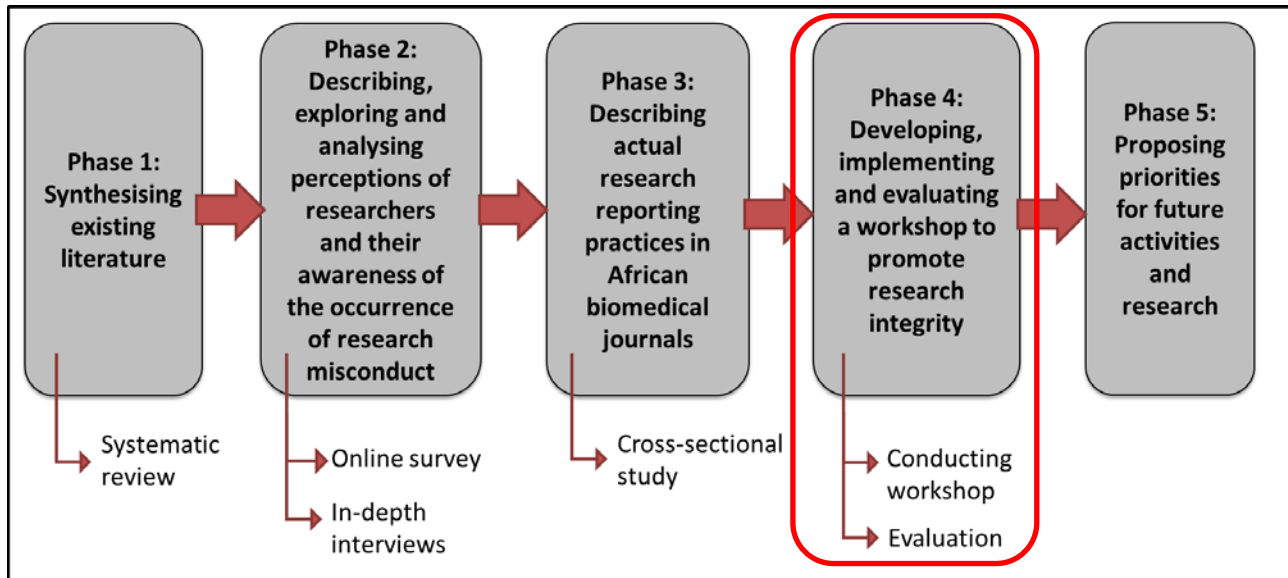 Phase 1:
Synthesising
existing
literature
Systematic
review
Phase 2:
Describing,
exploring and
analysing
perceptions of
researchers
and their
awareness of
the occurrence
of research
misconduct
Online survey
In-depth
interviews
Phase 3:
Describing
actual
research
reporting
practices in
African
biomedical
journals
Cross-sectional
study
Phase 4:
Developing,
implementing
and evaluating
a workshop to
promote
research
integrity
Conducting
workshop
Evaluation
Phase 5:
Proposing
priorities
for future
activities
and
research